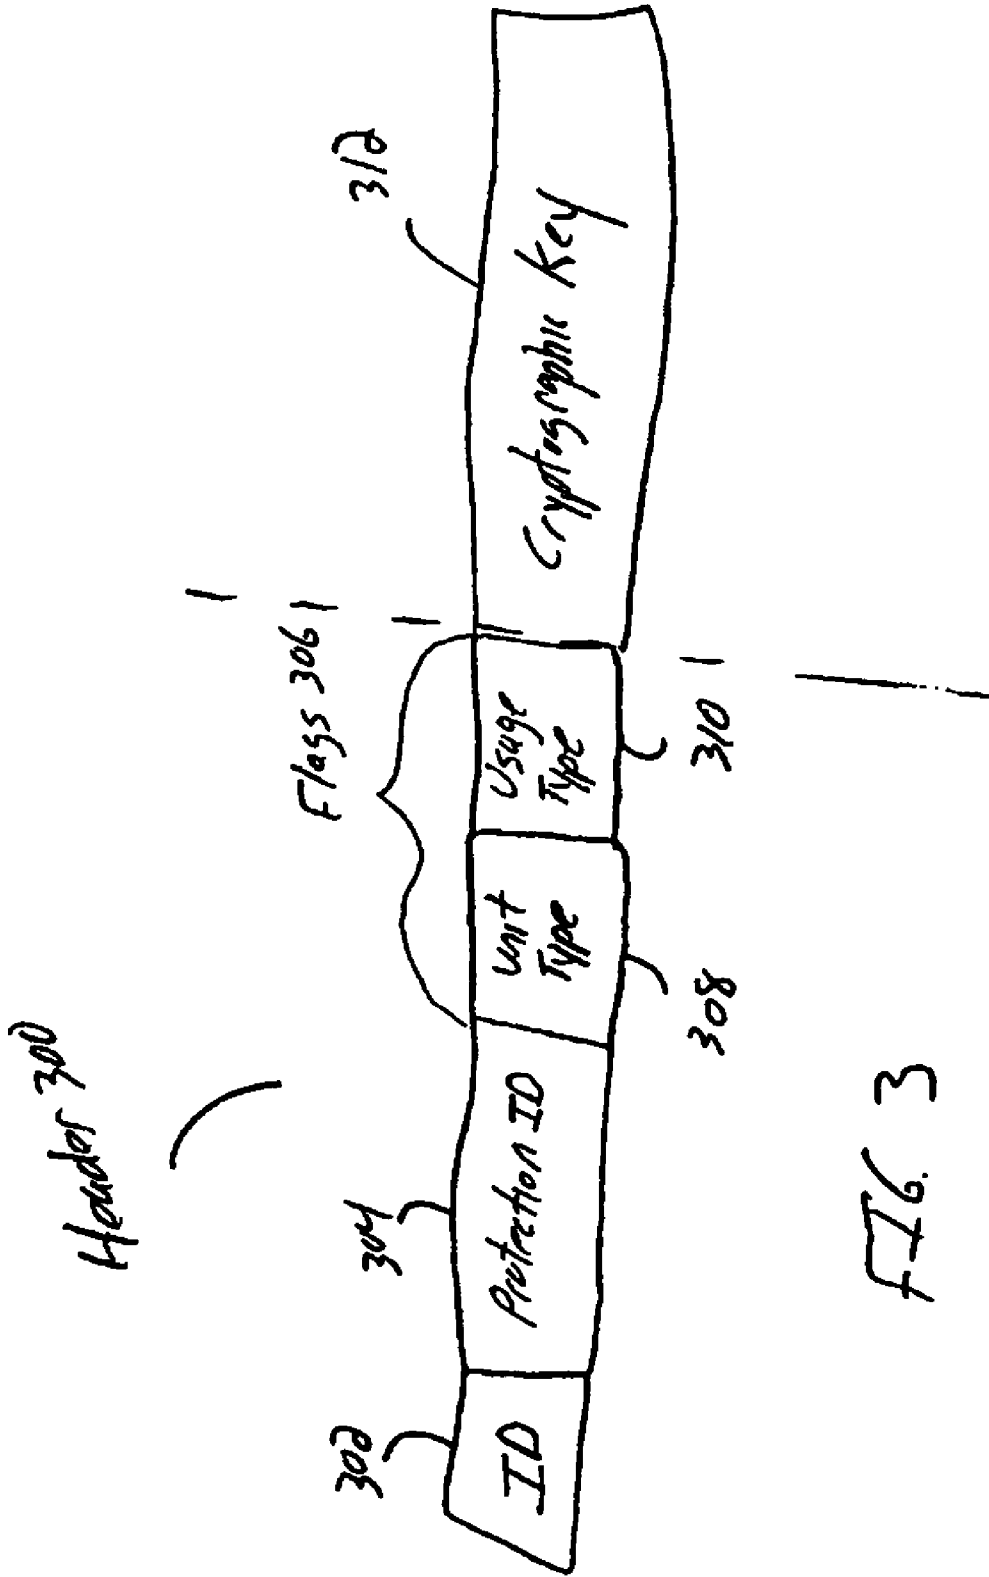 Header 300
Flags 306
302
304
312
ID
Protection ID
Unit
Type
Usage
Type
Cryptographic Key
308
310
FIG. 3